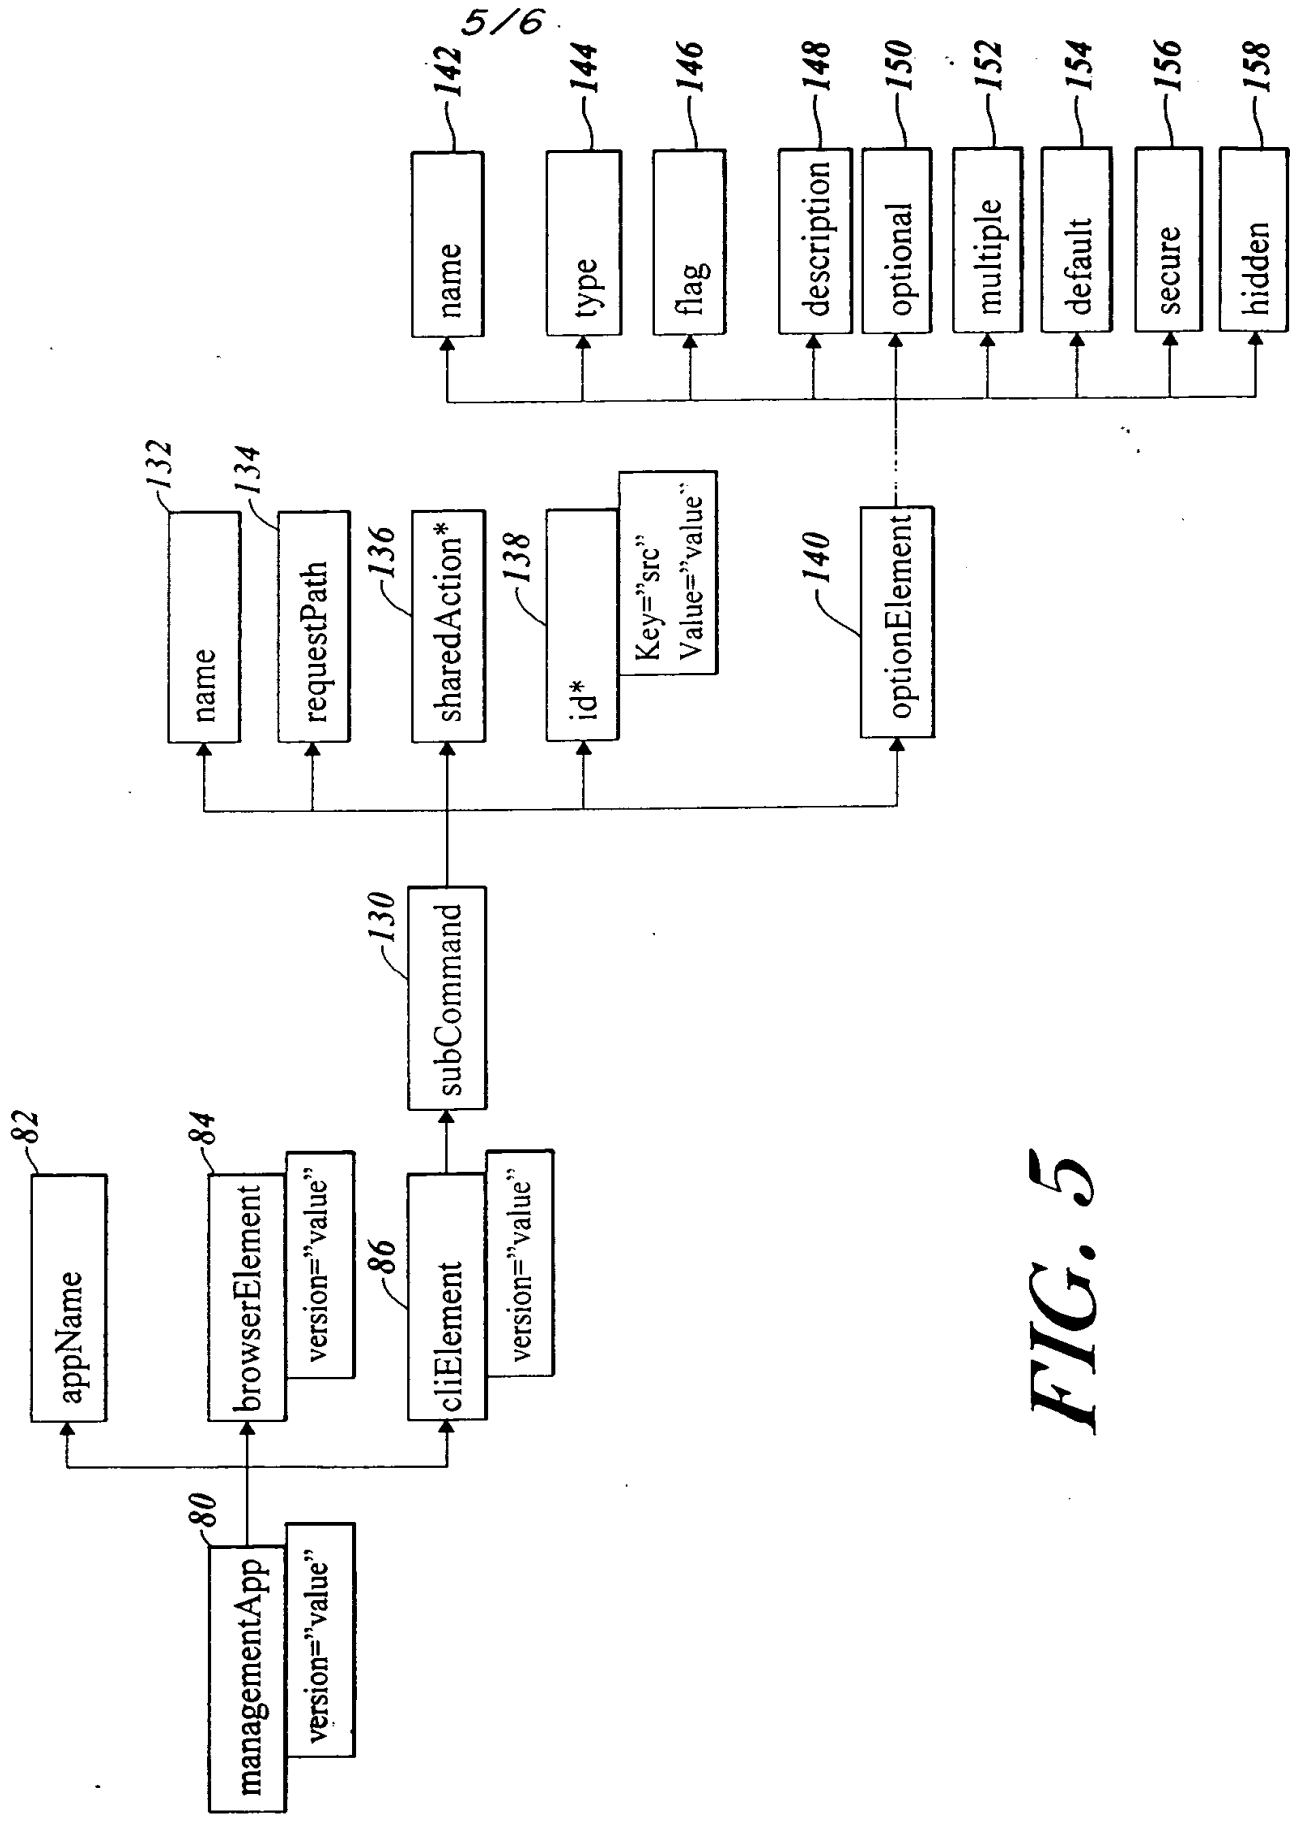 5/6
80
managementApp
version=”value”
82
appName
84
browserElement
version=”value”
86
cliElement
version=”value”
130
subCommand
132
name
134
requestPath
136
sharedAction*
138
id*
Key=”src”
Value=”value”
140
optionElement
142
name
144
type
146
flag
148
description
150
optional
152
multiple
154
default
156
secure
158
hidden
FIG. 5